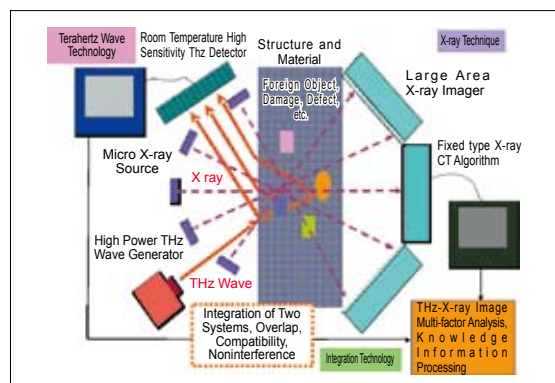 Terahertz Wave
Technology
Room Temperature High
Sensitivity Thz Detector
Structure and
Material
X-ray Technique
Foreign Object,
Damage, Defect,
etc.
Large Area
X-ray Imager
Micro X-ray
Source
Fixed type X-ray
CT Algorithm
X ray
High Power THz
Wave Generator
THz Wave
Integration of Two
Systems, Overlap,
Compatibility,
Noninterference
Integration Technology
THz-X-ray Image
Multi-factor Analysis,
Knowledge
Information
Processing